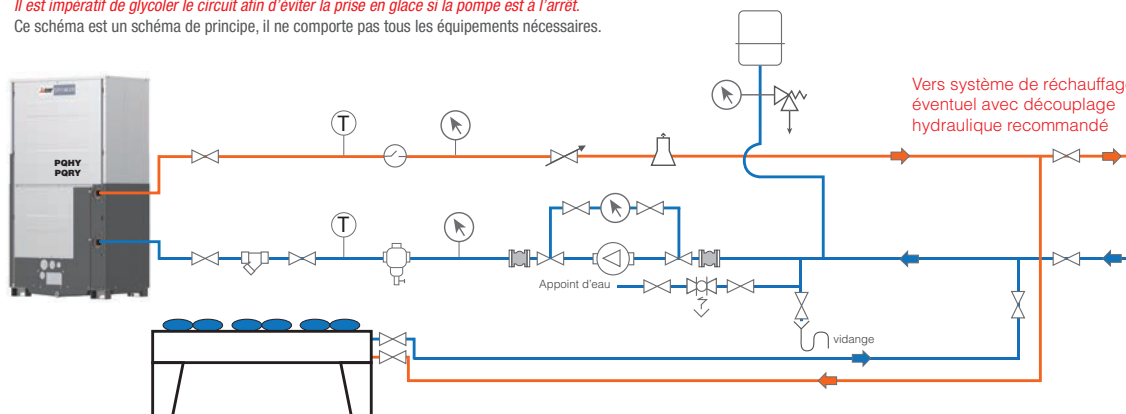 Il est impératif de glycoler le circuit afin d'éviter la prise en glace si la pompe est à l'arrêt.
Ce schéma est un schéma de principe, il ne comporte pas tous les équipements nécessaires.
Vers système de réchauffag
éventuel avec découplage
hydraulique recommandé
T
PQHY
PQRY
T
Appoint d'eau
vidange